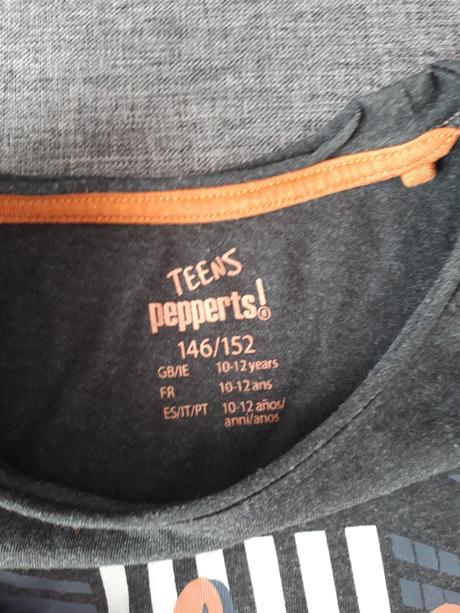 TEENS
pepperts!®
146/152
GB/IE 10-12 years
FR 10-12 ans
ES/IT/PT 10-12 años/
anni/anos